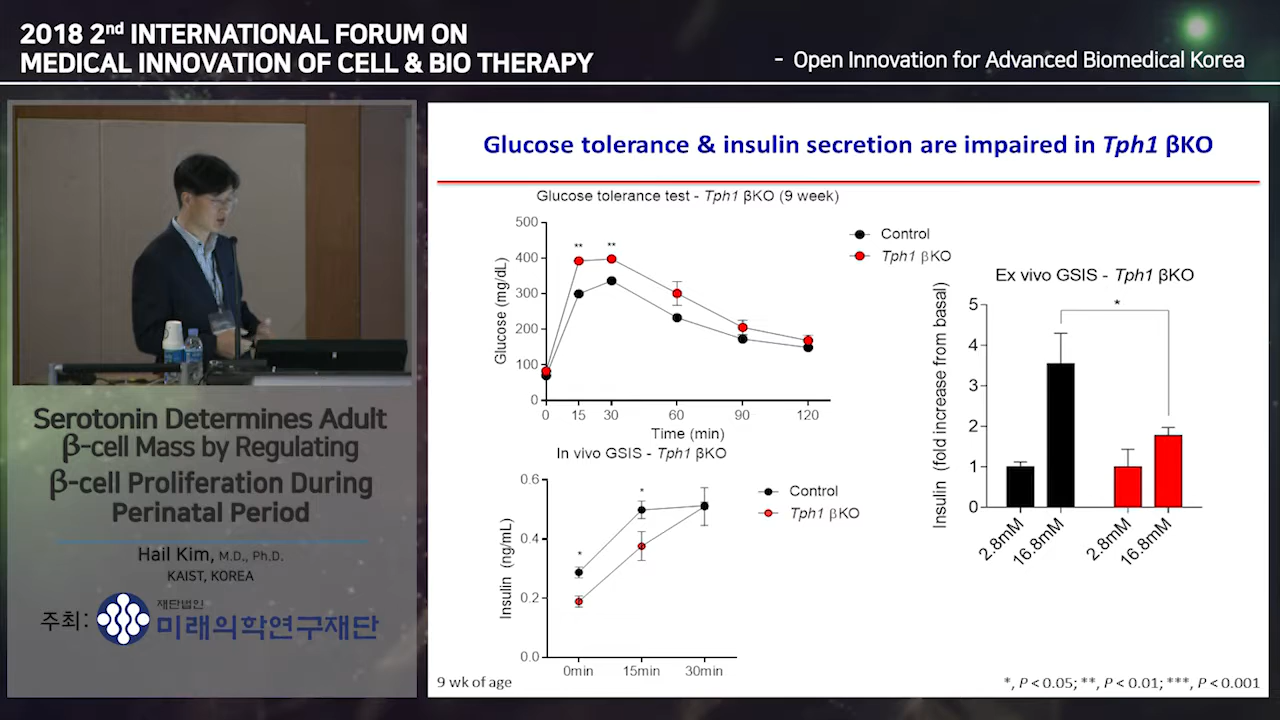 2018 2nd INTERNATIONAL FORUM ON
MEDICAL INNOVATION OF CELL & BIO THERAPY
- Open Innovation for Advanced Biomedical Korea
Serotonin Determines Adult
β-cell Mass by Regulating
β-cell Proliferation During
Perinatal Period
Hail Kim, M.D., Ph.D.
KAIST, KOREA
주최:
재단법인
미래의학연구재단
Glucose tolerance & insulin secretion are impaired in Tph1 βKO
Glucose tolerance test - Tph1 βKO (9 week)
Glucose (mg/dL)
500
400
300
200
100
0
** **
0 15 30 60 90 120
Time (min)
Control
Tph1 βKO
In vivo GSIS - Tph1 βKO
Insulin (ng/mL)
0.6
0.4
0.2
0.0
* *
0min 15min 30min
Control
Tph1 βKO
Ex vivo GSIS - Tph1 βKO
Insulin (fold increase from basal)
5
4
3
2
1
0
*
2.8mM 16.8mM 2.8mM 16.8mM
9 wk of age
*, P < 0.05; **, P < 0.01; ***, P < 0.001